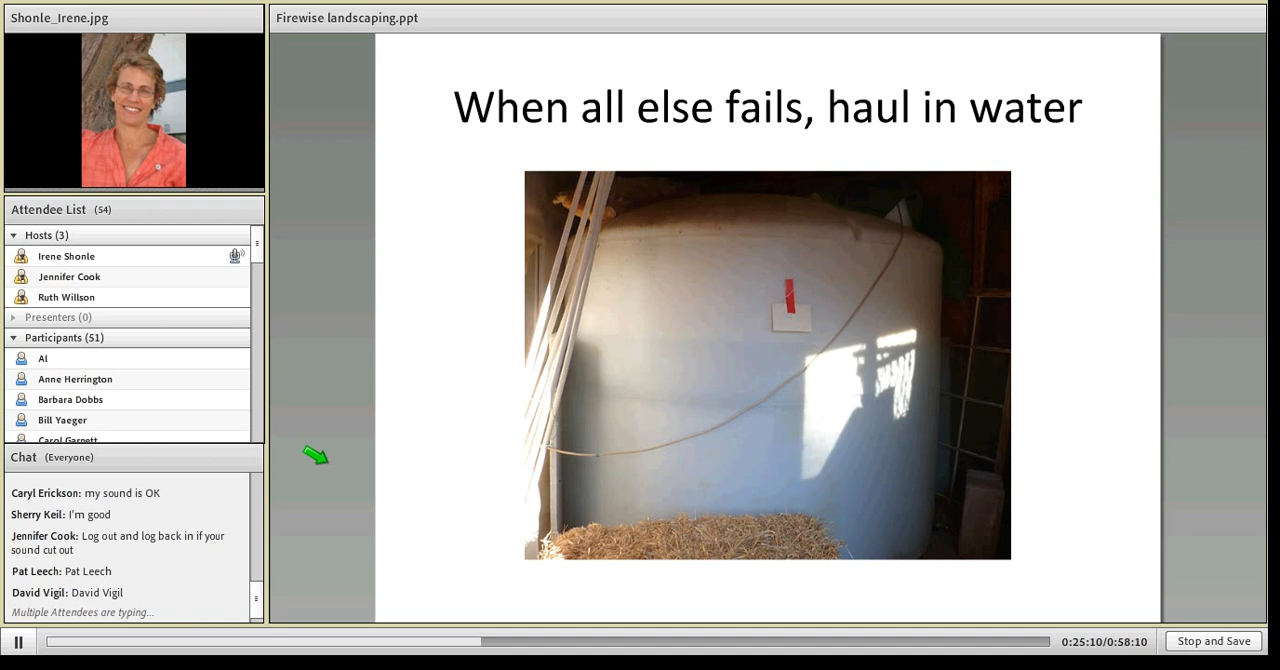 Shonle_Irene.jpg
Firewise landscaping.ppt
When all else fails, haul in water
Attendee List (54)
Hosts (3)
Irene Shonle
Jennifer Cook
Ruth Willson
Presenters (0)
Participants (51)
Al
Anne Herrington
Barbara Dobbs
Bill Yaeger
Carol Garnett
Chat (Everyone)
Caryl Erickson: my sound is OK
Sherry Keil: I'm good
Jennifer Cook: Log out and log back in if your
sound cut out
Pat Leech: Pat Leech
David Vigil: David Vigil
Multiple Attendees are typing...
0:25:10/0:58:10
Stop and Save